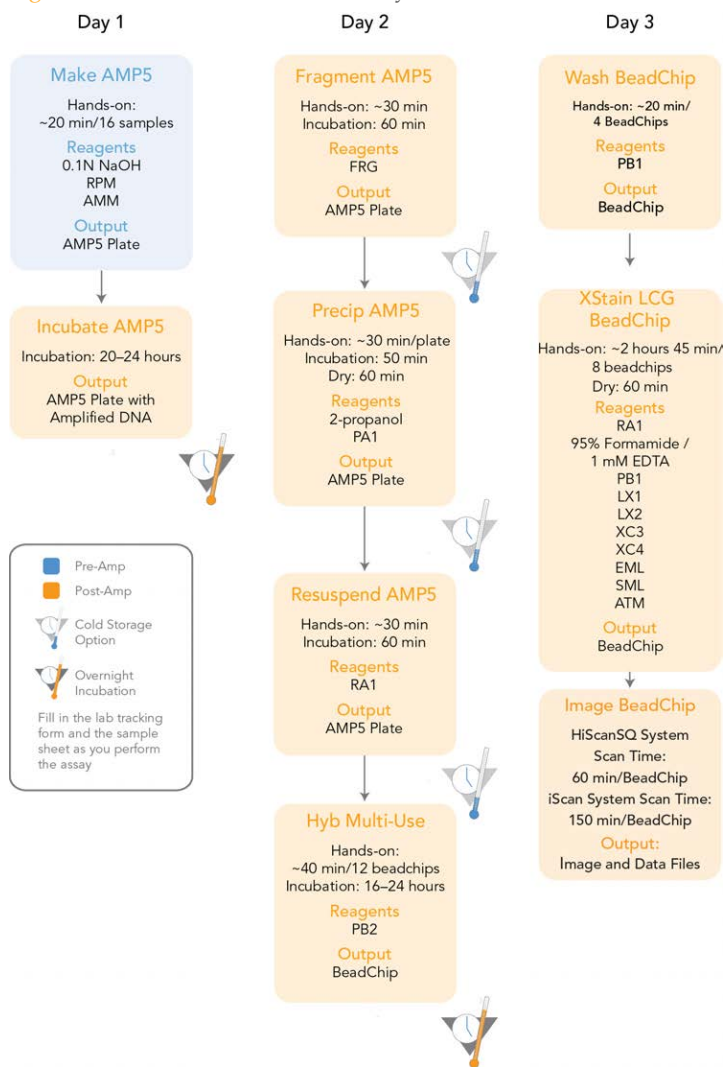 Day 1
Make AMP5
Hands-on:
~20 min/16 samples
Reagents
0.1N NaOH
RPM
AMM
Output
AMP5 Plate
Incubate AMP5
Incubation: 20–24 hours
Output
AMP5 Plate with
Amplified DNA
Pre-Amp
Post-Amp
Cold Storage
Option
Overnight
Incubation
Fill in the lab tracking
form and the sample
sheet as you perform
the assay
Day 2
Fragment AMP5
Hands-on: ~30 min
Incubation: 60 min
Reagents
FRG
Output
AMP5 Plate
Precip AMP5
Hands-on: ~30 min/plate
Incubation: 50 min
Dry: 60 min
Reagents
2-propanol
PA1
Output
AMP5 Plate
Resuspend AMP5
Hands-on: ~30 min
Incubation: 60 min
Reagents
RA1
Output
AMP5 Plate
Hyb Multi-Use
Hands-on:
~40 min/12 beadchips
Incubation: 16–24 hours
Reagents
PB2
Output
BeadChip
Day 3
Wash BeadChip
Hands-on: ~20 min/
4 BeadChips
Reagents
PB1
Output
BeadChip
XStain LCG
BeadChip
Hands-on: ~2 hours 45 min/
8 beadchips
Dry: 60 min
Reagents
RA1
95% Formamide /
1 mM EDTA
PB1
LX1
LX2
XC3
XC4
EML
SML
ATM
Output
BeadChip
Image BeadChip
HiScanSQ System
Scan Time:
60 min/BeadChip
iScan System Scan Time:
150 min/BeadChip
Output:
Image and Data Files